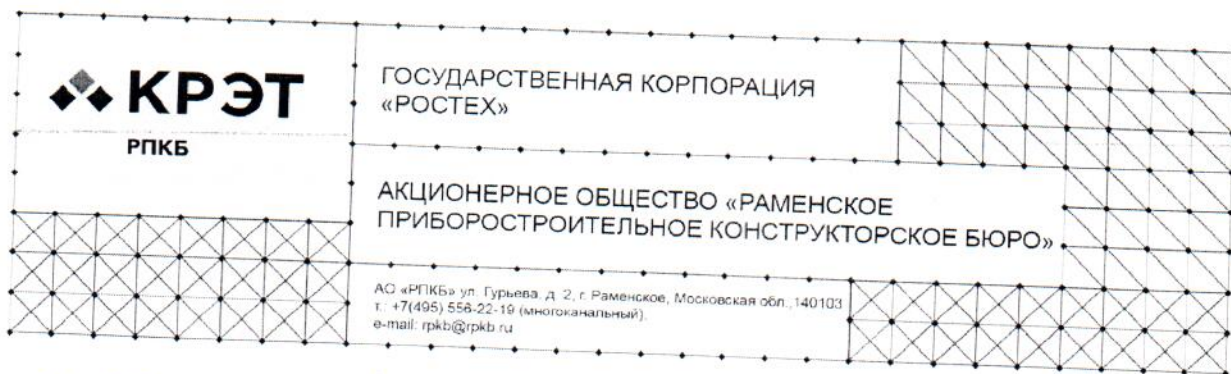 КРЭТ
РПКБ
ГОСУДАРСТВЕННАЯ КОРПОРАЦИЯ
«РОСТЕХ»
АКЦИОНЕРНОЕ ОБЩЕСТВО «РАМЕНСКОЕ
ПРИБОРОСТРОИТЕЛЬНОЕ КОНСТРУКТОРСКОЕ БЮРО»
АО «РПКБ» ул. Гурьева, д. 2, г. Раменское, Московская обл.,140103
т.: +7(495) 556-22-19 (многоканальный),
e-mail: rpkb@rpkb.ru